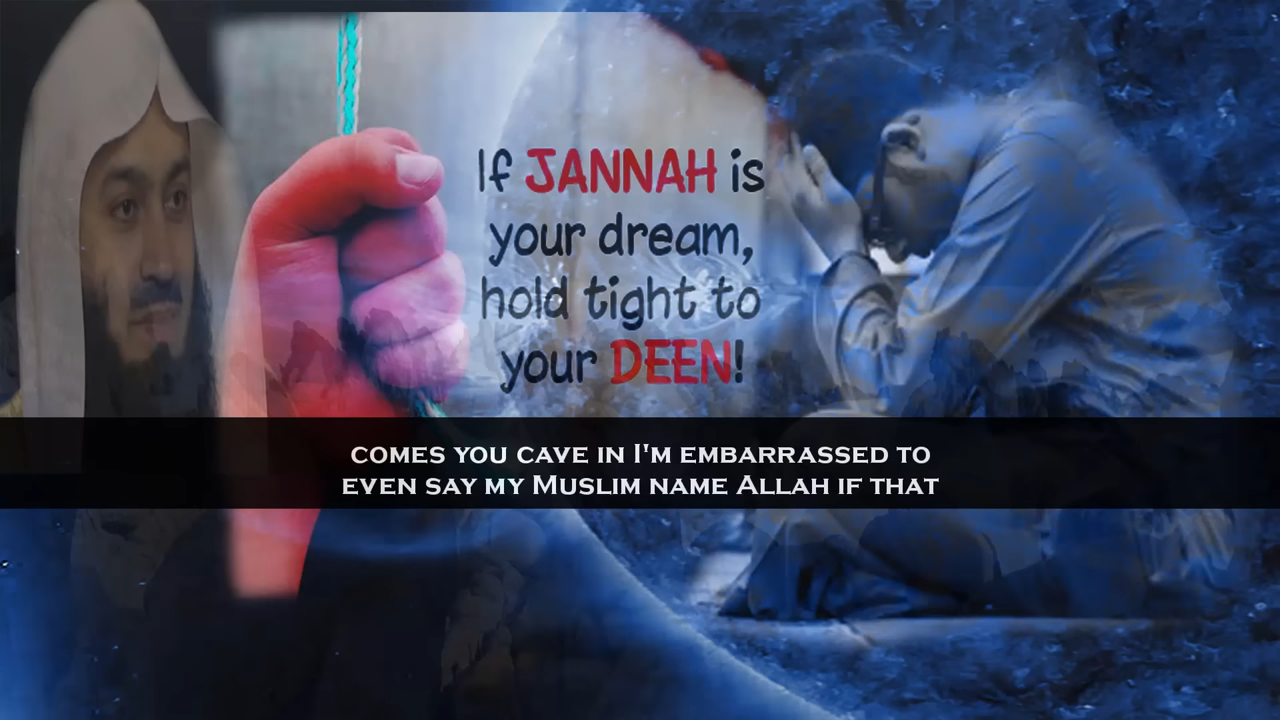 If JANNAH is
your dream,
hold tight to
your DEEN!
COMES YOU CAVE IN I'M EMBARRASSED TO
EVEN SAY MY MUSLIM NAME ALLAH IF THAT